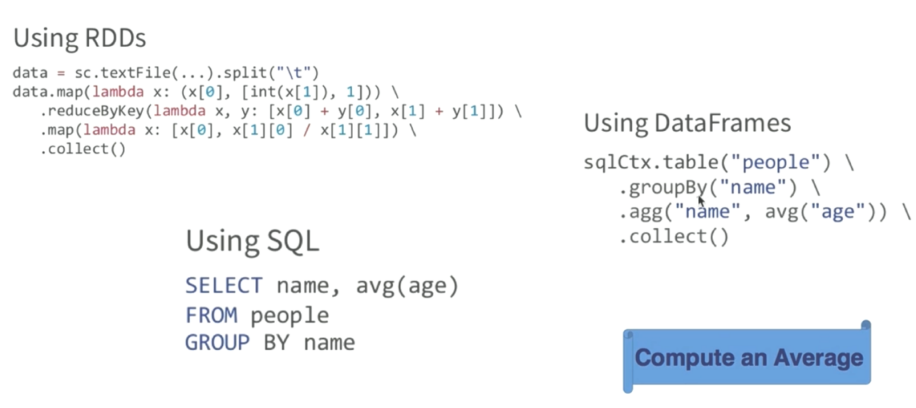 Using RDDs
data = sc.textFile(...).split("\t")
data.map(lambda x: (x[0], [int(x[1]), 1])) \
.reduceByKey(lambda x, y: [x[0] + y[0], x[1] + y[1]]) \
.map(lambda x: [x[0], x[1][0] / x[1][1]]) \
.collect()
Using DataFrames
sqlCtx.table("people") \
.groupBy("name") \
.agg("name", avg("age")) \
.collect()
Using SQL
SELECT name, avg(age)
FROM people
GROUP BY name
Compute an Average